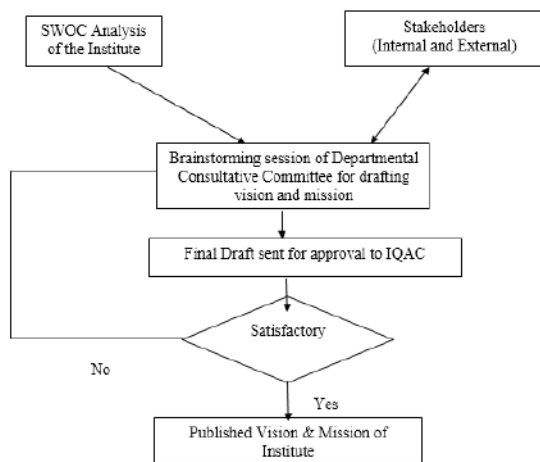 SWOC Analysis
of the Institute
Stakeholders
(Internal and External)
Brainstorming session of Departmental
Consultative Committee for drafting
vision and mission
Final Draft sent for approval to IQAC
Satisfactory
No
Yes
Published Vision & Mission of
Institute